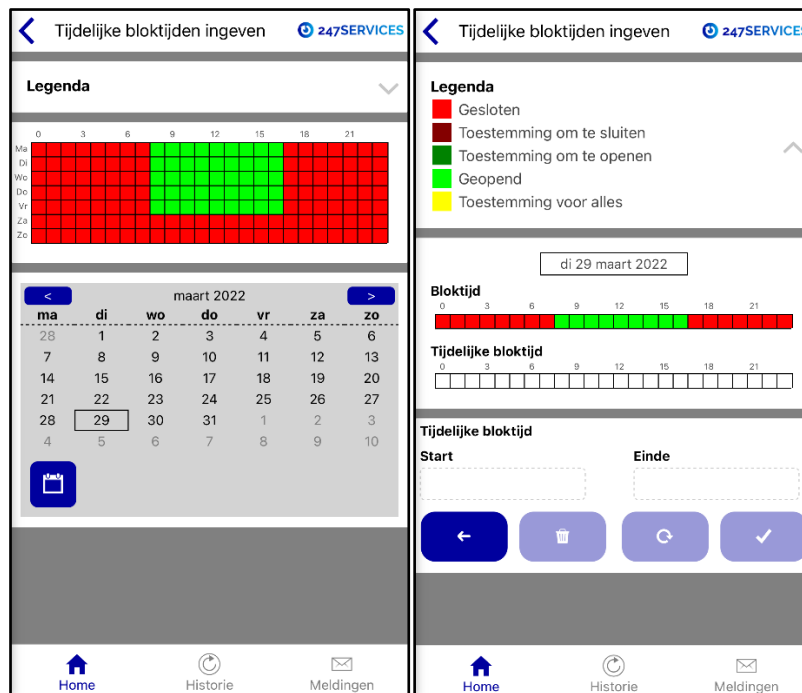 Tijdelijke bloktijden ingeven 247SERVICES
Legenda
0 3 6 9 12 15 18 21
Ma
Di
Wo
Do
Vr
Za
Zo
< maart 2022 >
ma di wo do vr za zo
28 1 2 3 4 5 6
7 8 9 10 11 12 13
14 15 16 17 18 19 20
21 22 23 24 25 26 27
28 29 30 31 1 2 3
4 5 6 7 8 9 10
Home Historie Meldingen
Tijdelijke bloktijden ingeven 247SERVICES
Legenda
Gesloten
Toestemming om te sluiten
Toestemming om te openen
Geopend
Toestemming voor alles
di 29 maart 2022
Bloktijd
0 3 6 9 12 15 18 21
Tijdelijke bloktijd
0 3 6 9 12 15 18 21
Tijdelijke bloktijd
Start Einde
Home Historie Meldingen